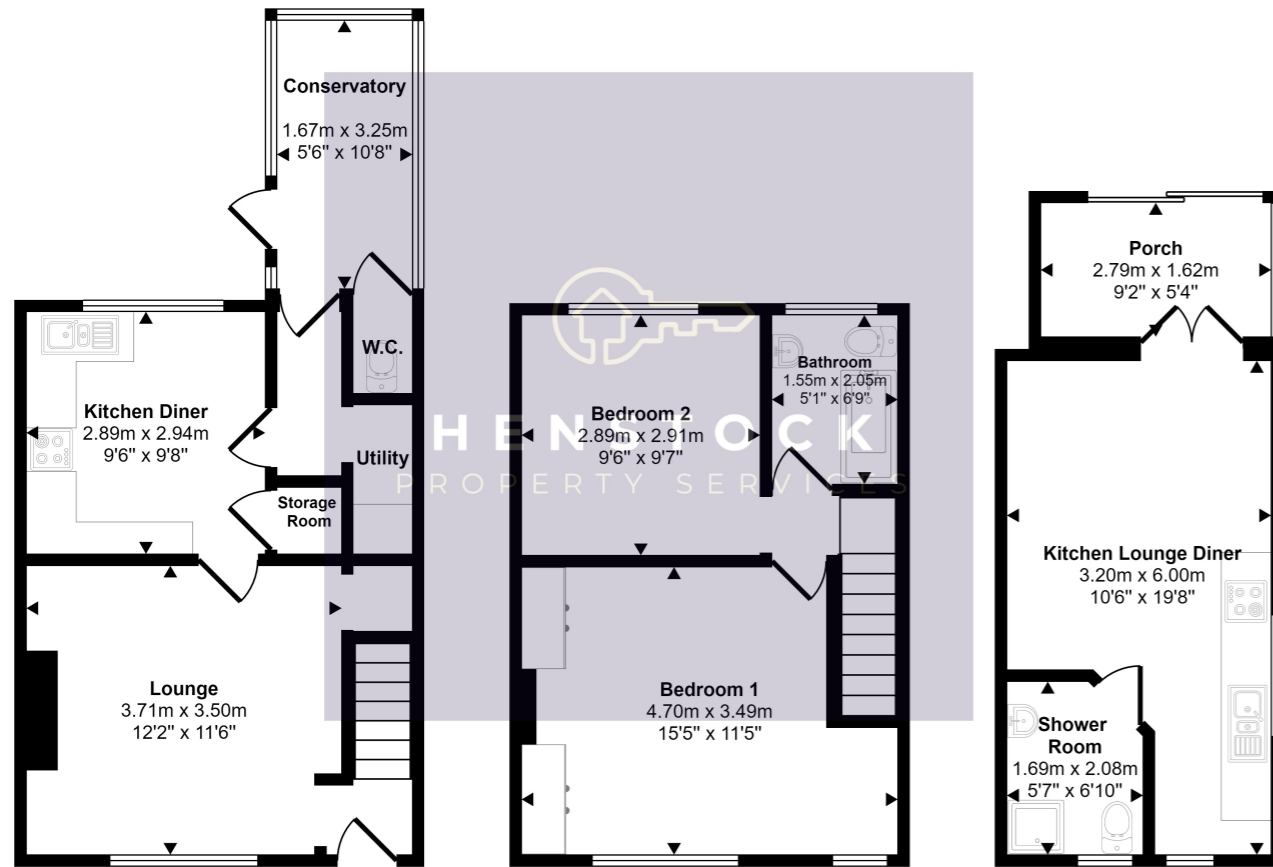 Conservatory
1.67m x 3.25m
5'6" x 10'8"
W.C.
Kitchen Diner
2.89m x 2.94m
9'6" x 9'8"
Utility
Storage
Room
Lounge
3.71m x 3.50m
12'2" x 11'6"
HENSTOCK
PROPERTY SERVICES
Bedroom 2
2.89m x 2.91m
9'6" x 9'7"
Bathroom
1.55m x 2.05m
5'1" x 6'9"
Bedroom 1
4.70m x 3.49m
15'5" x 11'5"
Porch
2.79m x 1.62m
9'2" x 5'4"
Kitchen Lounge Diner
3.20m x 6.00m
10'6" x 19'8"
Shower
Room
1.69m x 2.08m
5'7" x 6'10"